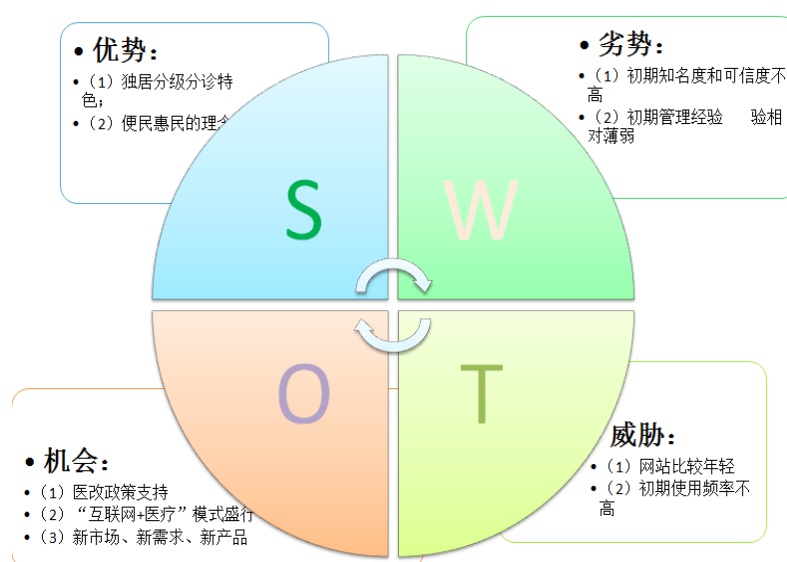 优势：
（1）独居分级分诊特
色；
（2）便民惠民的理念
劣势：
（1）初期知名度和可信度不
高
（2）初期管理经验 验相
对薄弱
S
W
O
T
机会：
（1）医改政策支持
（2）“互联网+医疗”模式盛行
（3）新市场、新需求、新产品
威胁：
（1）网站比较年轻
（2）初期使用频率不
高